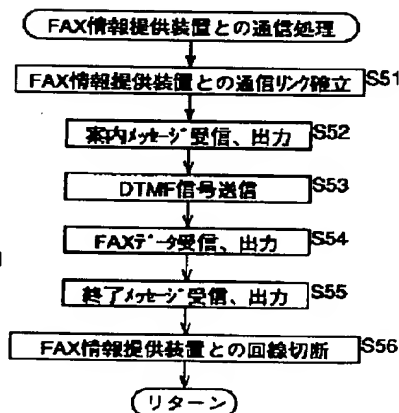 FAX情報提供装置との通信処理
FAX情報提供装置との通信リンク確立 S51
案内メッセージ受信、出力 S52
DTMF信号送信 S53
FAXデータ受信、出力 S54
終了メッセージ受信、出力 S55
FAX情報提供装置との回線切断 S56
リターン